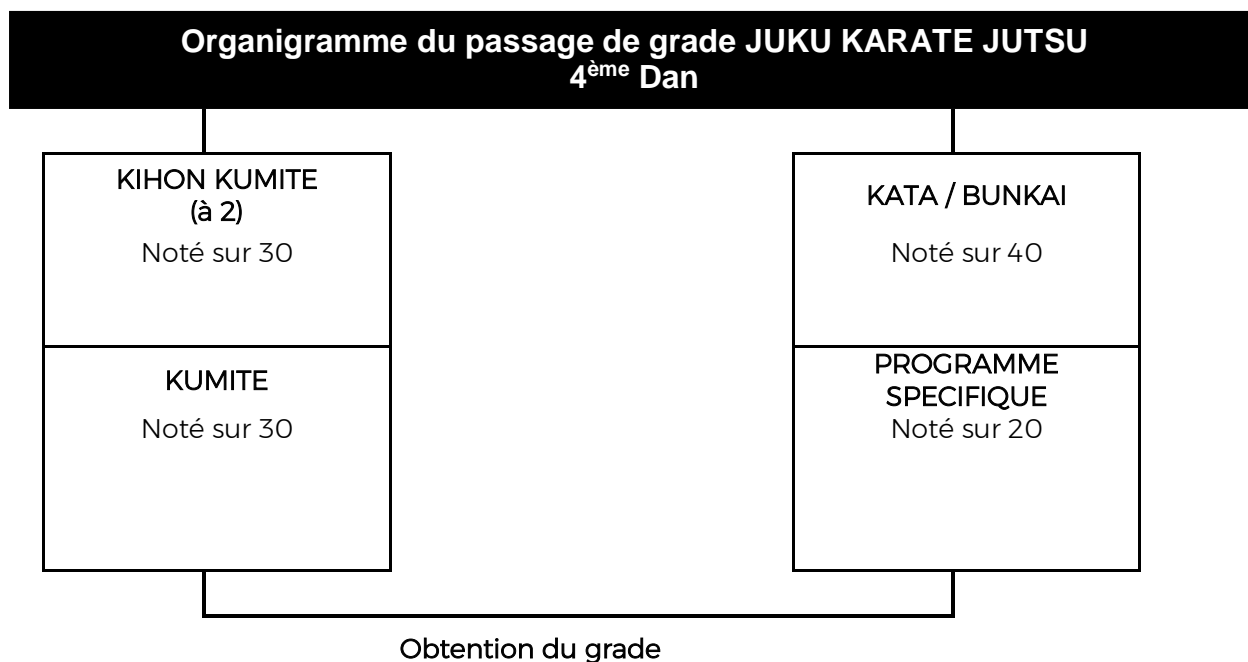 Organigramme du passage de grade JUKU KARATE JUTSU
4ème Dan
KIHON KUMITE
(à 2)
Noté sur 30
KUMITE
Noté sur 30
KATA / BUNKAI
Noté sur 40
PROGRAMME
SPECIFIQUE
Noté sur 20
Obtention du grade